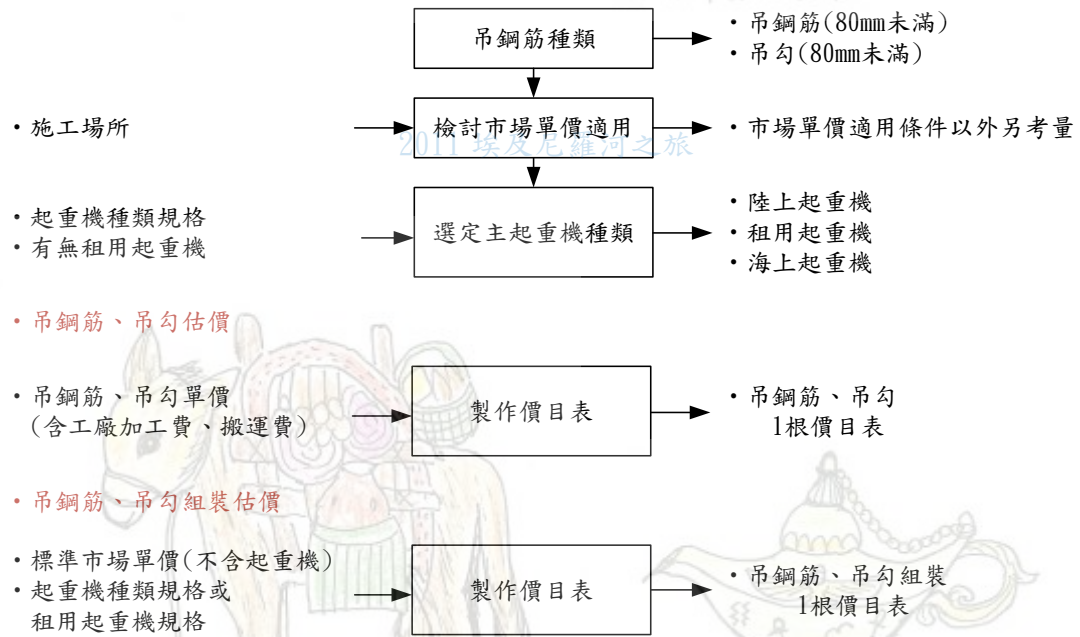 吊鋼筋種類
・吊鋼筋(80mm未滿)
・吊勾(80mm未滿)
・施工場所
檢討市場單價適用
・市場單價適用條件以外另考量
2011 埃及尼羅河之旅
・起重機種類規格
・有無租用起重機
選定主起重機種類
・陸上起重機
・租用起重機
・海上起重機
・吊鋼筋、吊勾估價
・吊鋼筋、吊勾單價
(含工廠加工費、搬運費)
製作價目表
・吊鋼筋、吊勾
1根價目表
・吊鋼筋、吊勾組裝估價
・標準市場單價(不含起重機)
・起重機種類規格或
租用起重機規格
製作價目表
・吊鋼筋、吊勾組裝
1根價目表